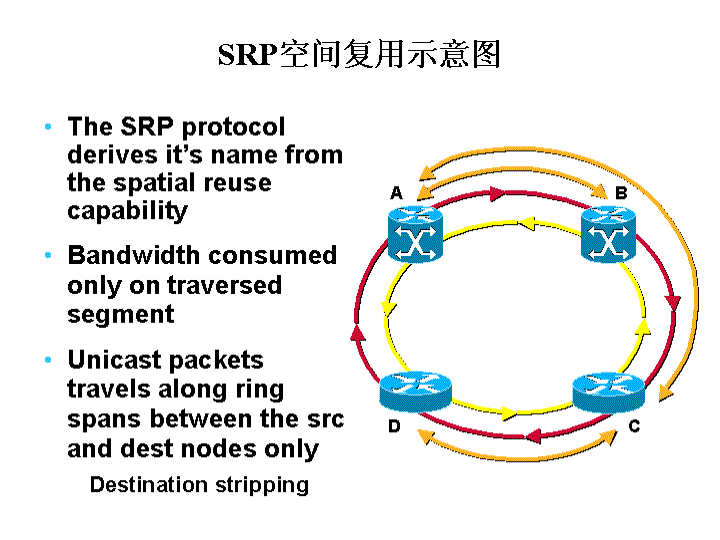 SRP空间复用示意图
• The SRP protocol
derives it's name from
the spatial reuse
capability
• Bandwidth consumed
only on traversed
segment
• Unicast packets
travels along ring
spans between the src
and dest nodes only
Destination stripping
A
B
D
C